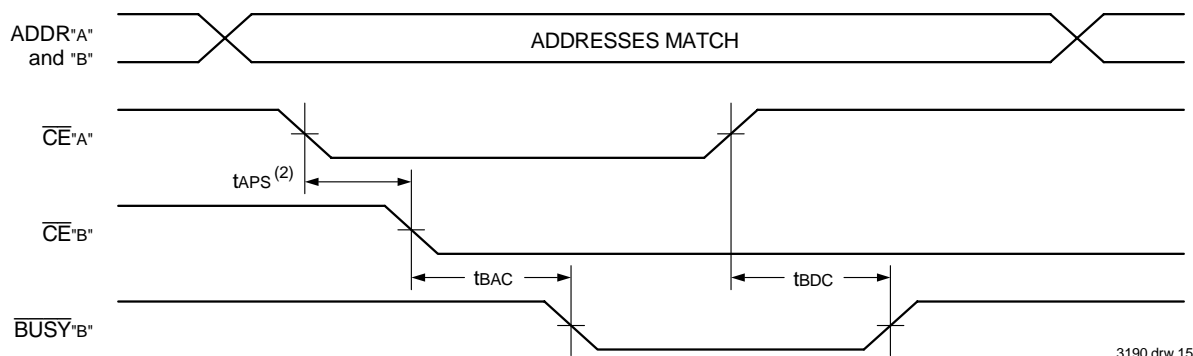 ADDR"A"
and "B"
ADDRESSES MATCH
CE"A"
tAPS(2)
CE"B"
tBAC
tBDC
BUSY"B"
3190 drw 15